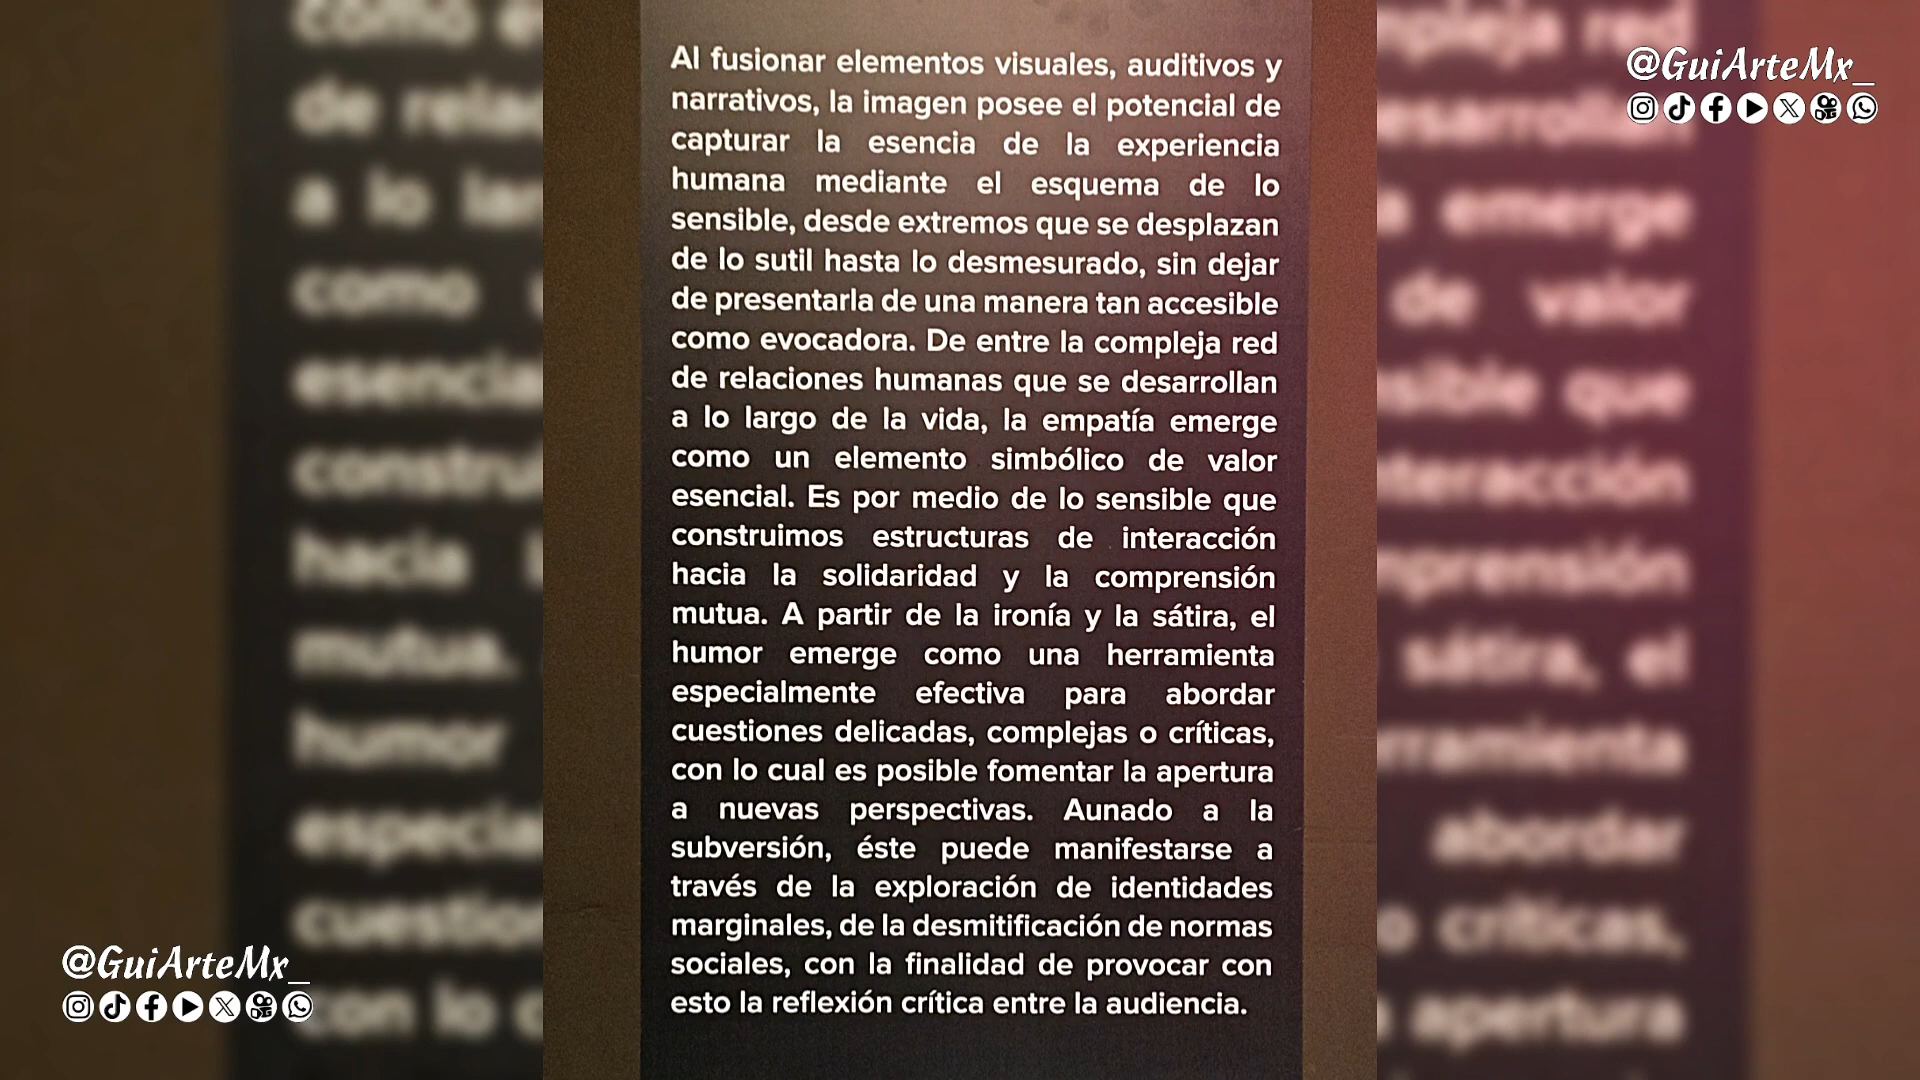 Al fusionar elementos visuales, auditivos y
narrativos, la imagen posee el potencial de
capturar la esencia de la experiencia
humana mediante el esquema de lo
sensible, desde extremos que se desplazan
de lo sutil hasta lo desmesurado, sin dejar
de presentarla de una manera tan accesible
como evocadora. De entre la compleja red
de relaciones humanas que se desarrollan
a lo largo de la vida, la empatía emerge
como un elemento simbólico de valor
esencial. Es por medio de lo sensible que
construimos estructuras de interacción
hacia la solidaridad y la comprensión
mutua. A partir de la ironía y la sátira, el
humor emerge como una herramienta
especialmente efectiva para abordar
cuestiones delicadas, complejas o críticas,
con lo cual es posible fomentar la apertura
a nuevas perspectivas. Aunado a la
subversión, éste puede manifestarse a
través de la exploración de identidades
marginales, de la desmitificación de normas
sociales, con la finalidad de provocar con
esto la reflexión crítica entre la audiencia.
@GuiArteMx_
@GuiArteMx_